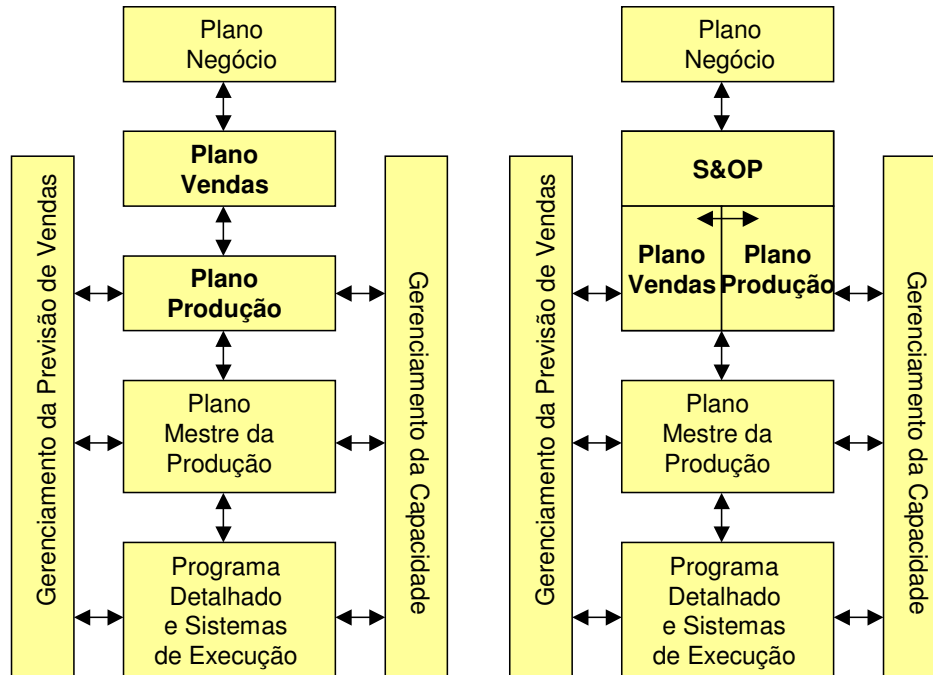 Plano
Negócio
Plano
Vendas
Plano
Produção
Plano
Mestre da
Produção
Programa
Detalhado
e Sistemas
de Execução
Gerenciamento da Previsão de Vendas
Gerenciamento da Capacidade
Plano
Negócio
S&OP
Plano
Vendas
Plano
Produção
Plano
Mestre da
Produção
Programa
Detalhado
e Sistemas
de Execução
Gerenciamento da Previsão de Vendas
Gerenciamento da Capacidade